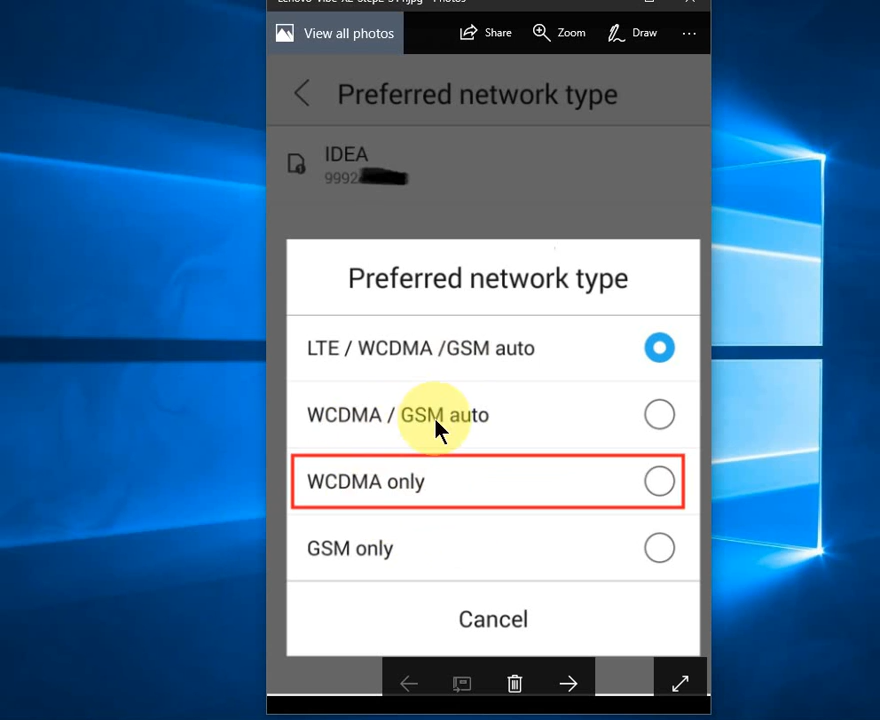 View all photos
Share
Zoom
Draw
Preferred network type
IDEA
9992
Preferred network type
LTE / WCDMA /GSM auto
WCDMA / GSM auto
WCDMA only
GSM only
Cancel